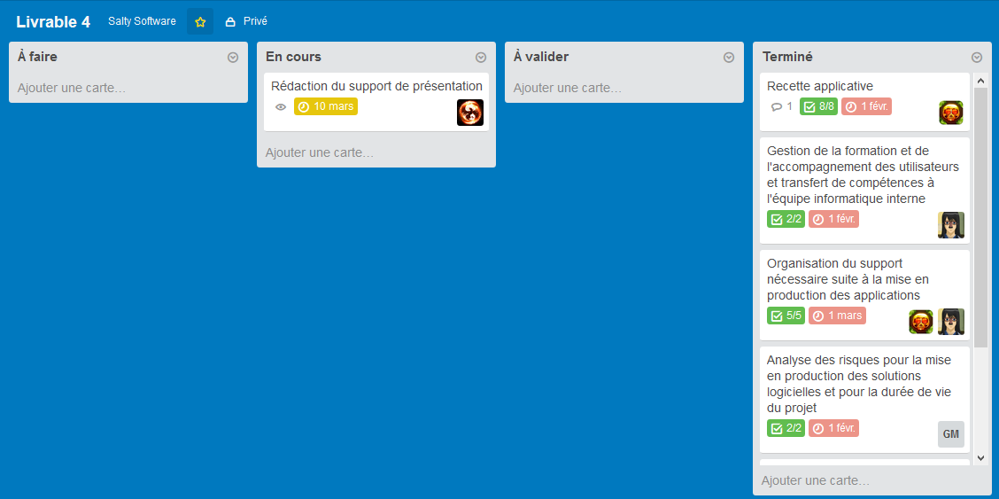 Livrable 4 Salty Software Privé
À faire
Ajouter une carte…
En cours
Rédaction du support de présentation
10 mars
Ajouter une carte…
À valider
Ajouter une carte…
Terminé
Recette applicative
1 8/8 1 févr.
Gestion de la formation et de
l'accompagnement des utilisateurs
et transfert de compétences à
l'équipe informatique interne
2/2 1 févr.
Organisation du support
nécessaire suite à la mise en
production des applications
5/5 1 mars
Analyse des risques pour la mise
en production des solutions
logicielles et pour la durée de vie
du projet
2/2 1 févr.
GM
Ajouter une carte…